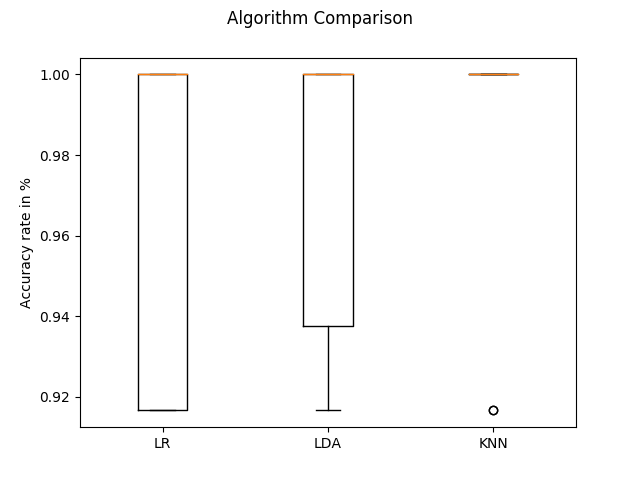 Algorithm Comparison
Accuracy rate in %
1.00
0.98
0.96
0.94
0.92
LR
LDA
KNN